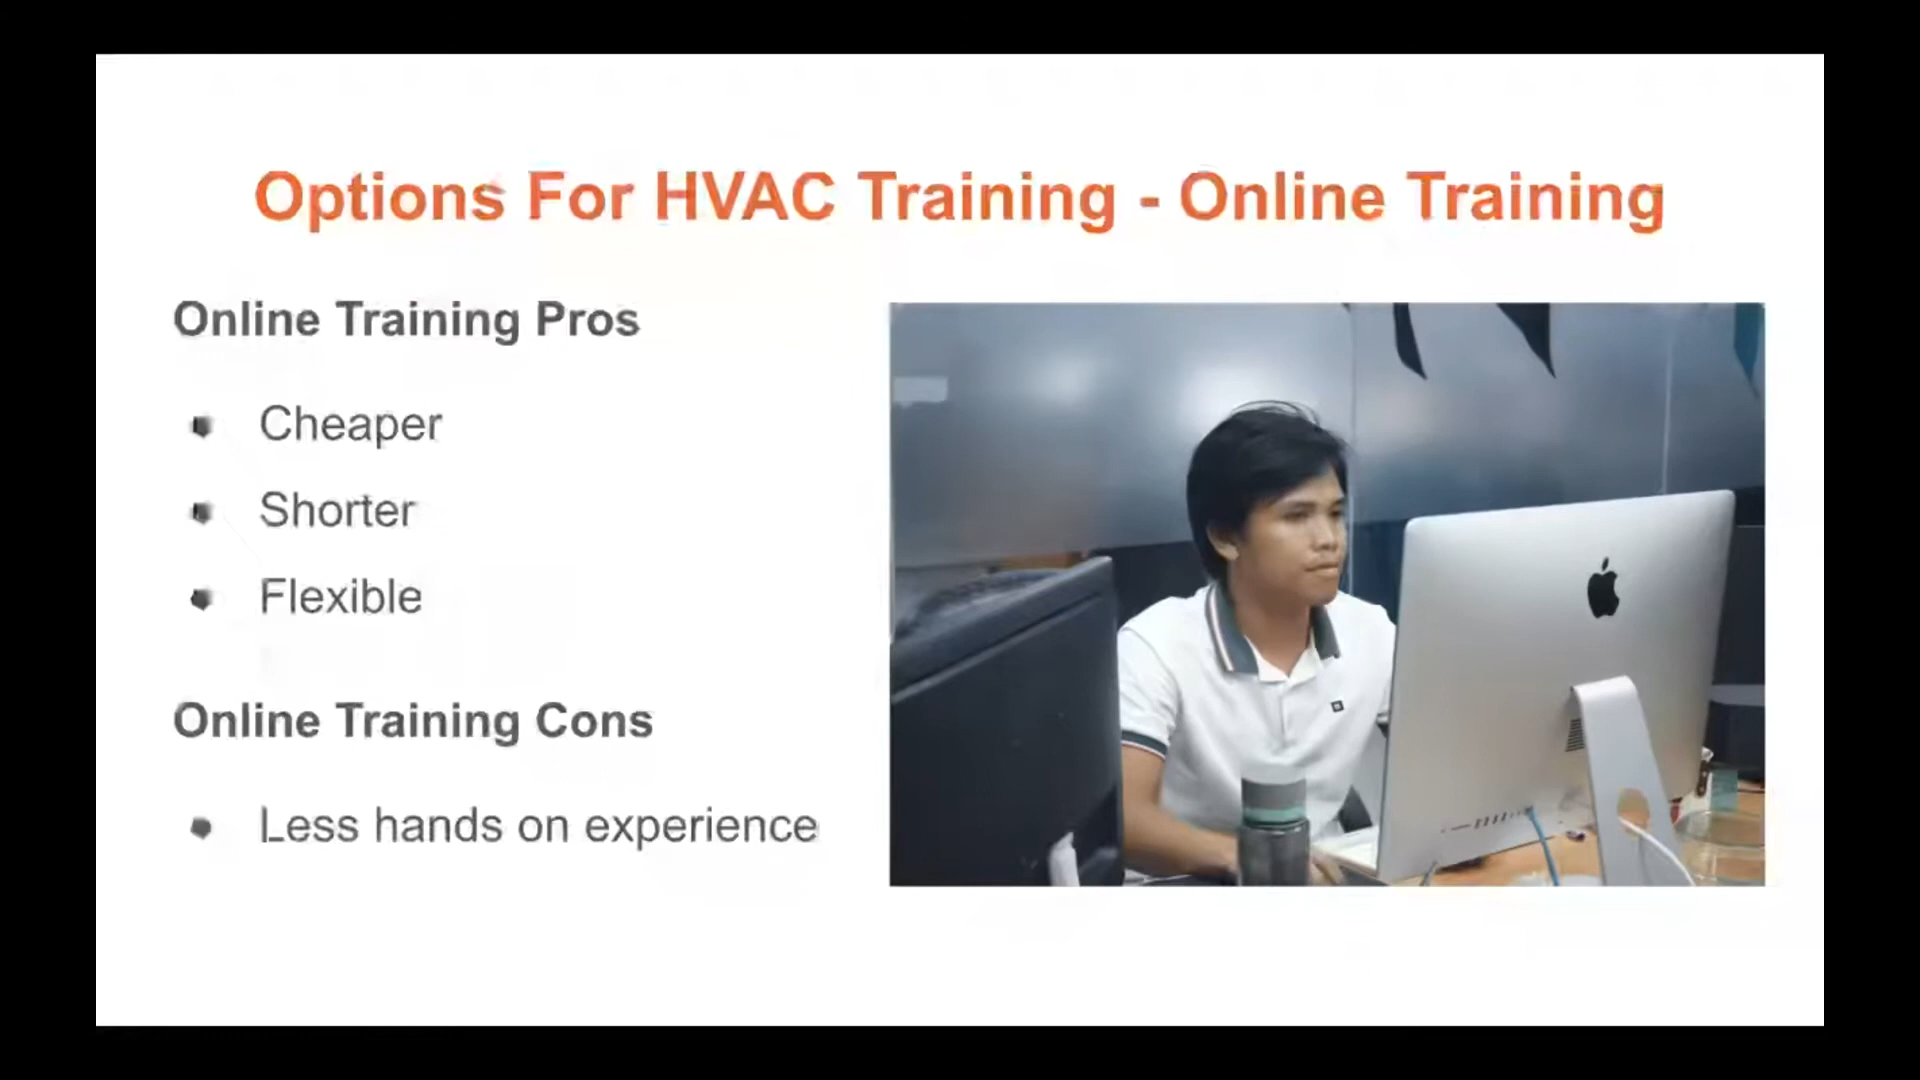 Options For HVAC Training - Online Training
Online Training Pros
Cheaper
Shorter
Flexible
Online Training Cons
Less hands on experience